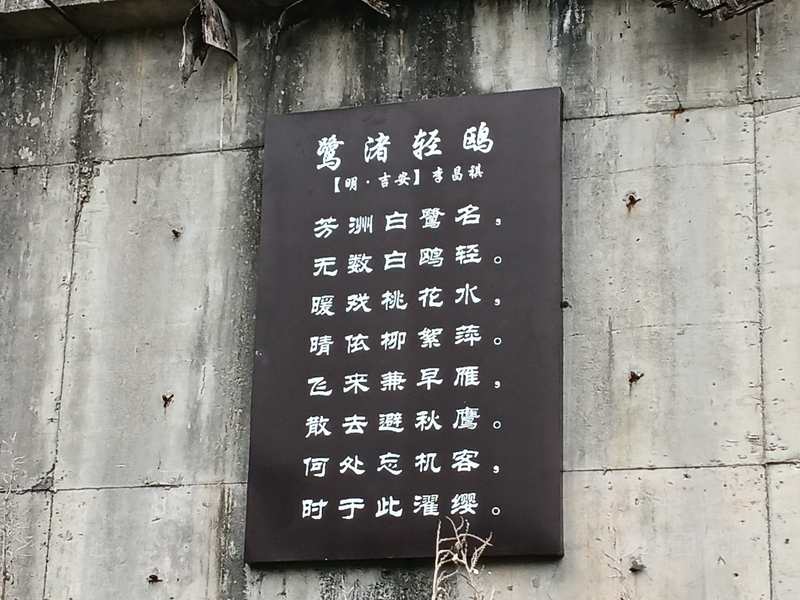 鹭渚轻鸥
【明·吉安】李昌祺
芳洲白鹭名，
无数白鸥轻。
暖戏桃花水，
晴依柳絮萍。
飞来兼早雁，
散去避秋鹰。
何处忘机客，
时于此濯缨。